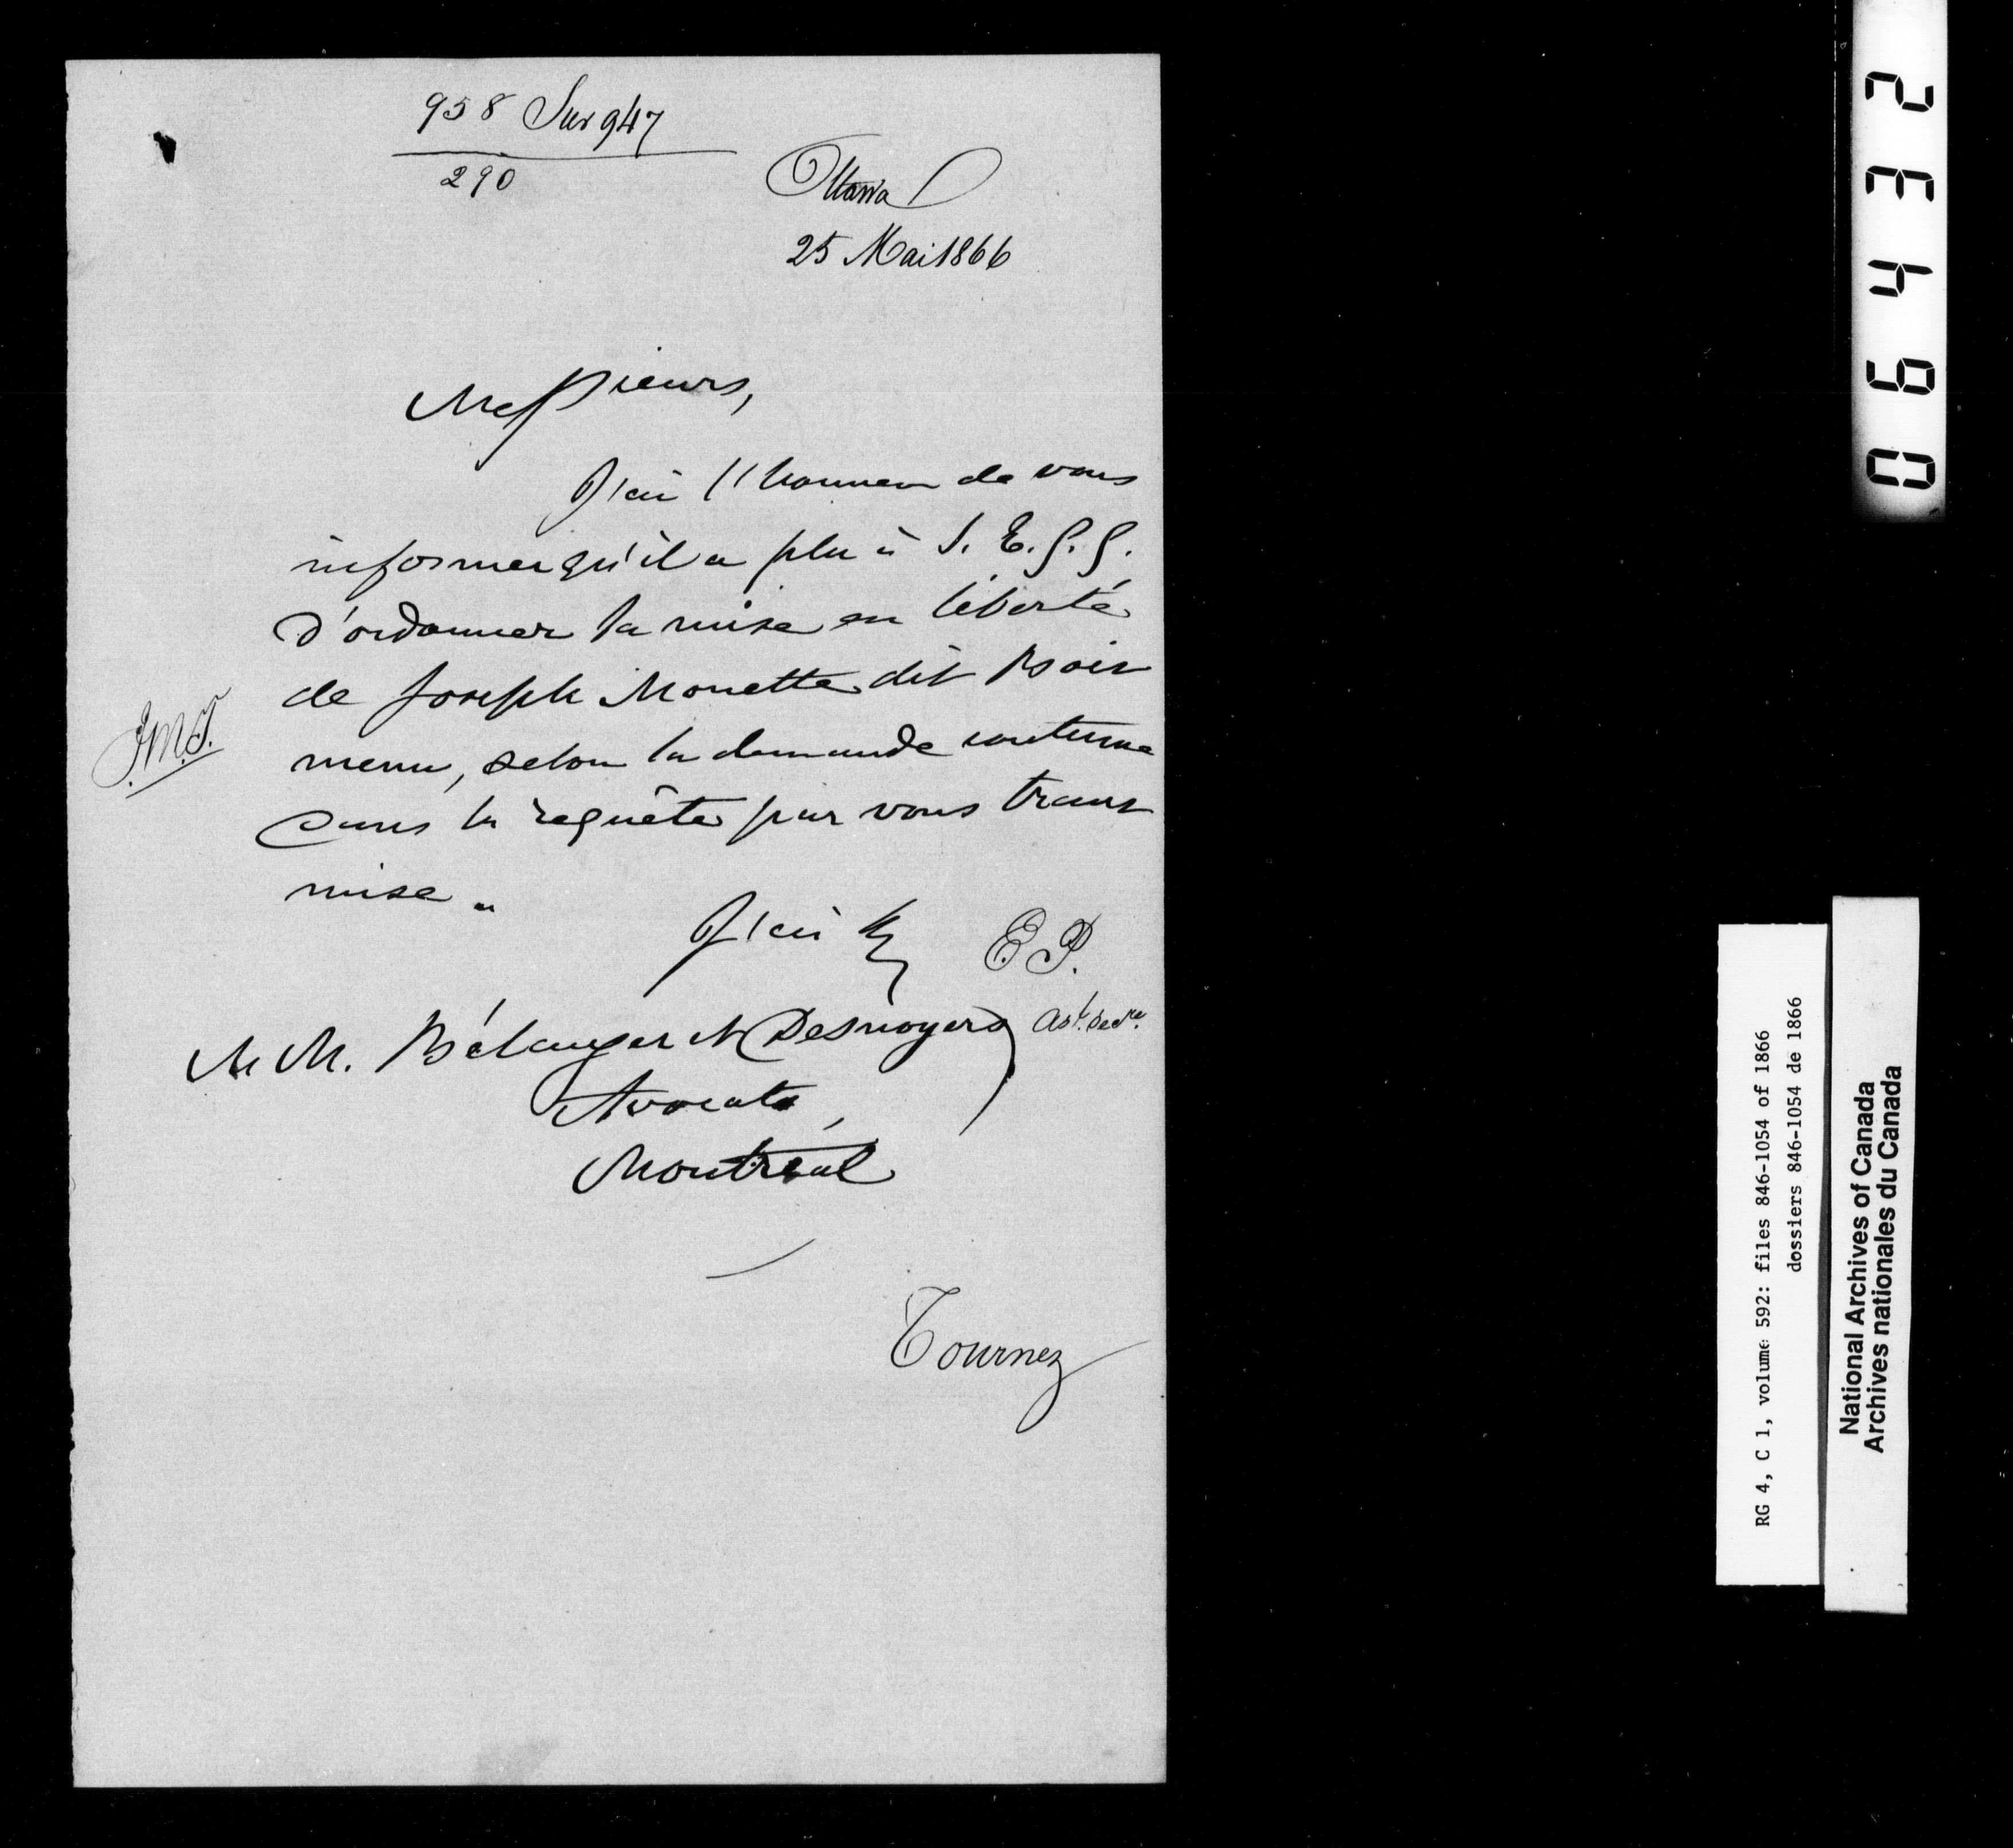 958 Sur 947
290
Ottawa
25 Mai 1866
Messieurs,
J'ai l'honneur de vous
informer qu'il a plu à S. E. G. G.
d'ordonner la mise en liberté
de Joseph Monette dit Bois
menu, selon la demande contenue
dans la requête par vous trans
mise.
J.M.T.
J'ai &
E. P.
Ast. Secre.
M M. Bélanger & Desnoyers
Avocats,
Montréal
Tournez
06432
RG 4, C 1, volume 592: files 846-1054 of 1866
dossiers 846-1054 de 1866
National Archives of Canada
Archives nationales du Canada